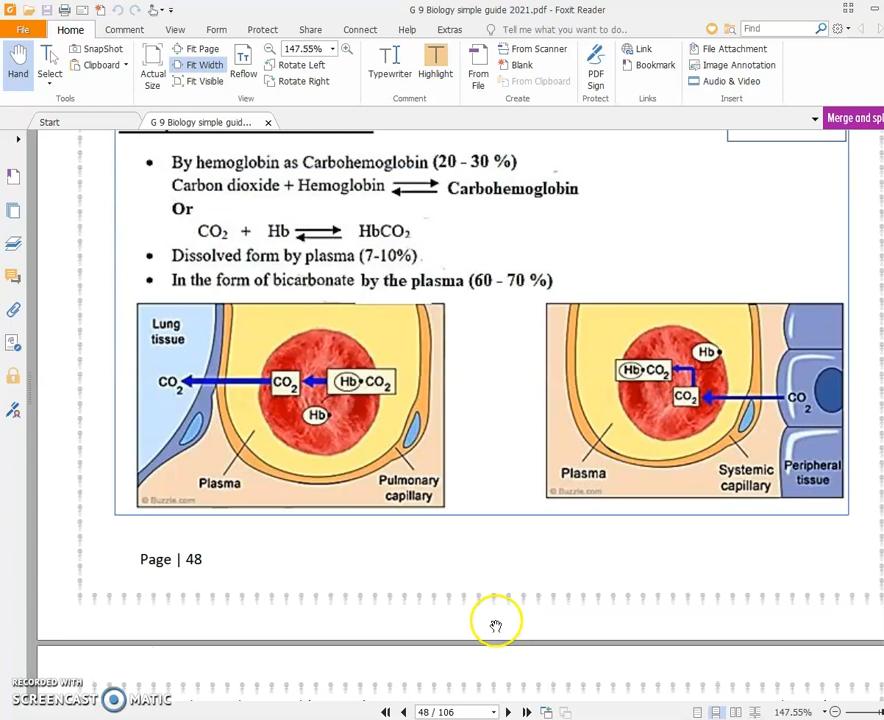 G 9 Biology simple guide 2021.pdf - Foxit Reader
File
Home
Comment
View
Form
Protect
Share
Connect
Help
Extras
Tell me what you want to do..
Find
Hand
Select
SnapShot
Clipboard
Actual Size
Fit Page
Fit Width
Fit Visible
Reflow
147.55%
Rotate Left
Rotate Right
Typewriter
Highlight
From File
From Scanner
Blank
From Clipboard
PDF Sign
Link
Bookmark
File Attachment
Image Annotation
Audio & Video
Tools
View
Comment
Create
Protect
Links
Insert
Start
G 9 Biology simple guid...
Merge and spl
• By hemoglobin as Carbohemoglobin (20 - 30 %)
Carbon dioxide + Hemoglobin ⇌ Carbohemoglobin
Or
CO₂ + Hb ⇌ HbCO₂
• Dissolved form by plasma (7-10%)
• In the form of bicarbonate by the plasma (60 - 70 %)
Lung
tissue
CO₂
CO₂
Hb•CO₂
Hb
Plasma
Pulmonary
capillary
© Buzzle.com
Hb
Hb•CO₂
CO₂
CO₂
Plasma
Systemic
capillary
Peripheral
tissue
© Buzzle.com
Page | 48
RECORDED WITH
SCREENCAST MATIC
48 / 106
147.55%